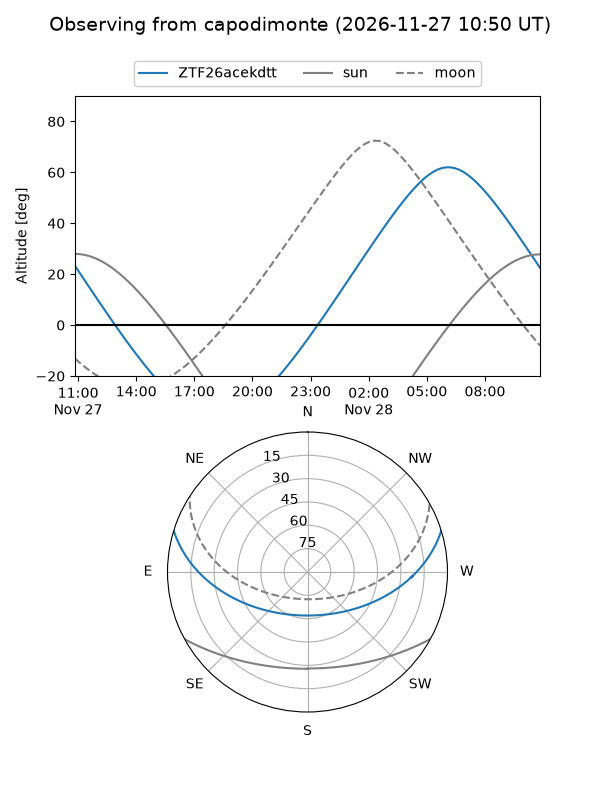 Observing from capodimonte (2026-11-27 10:50 UT)
ZTF26acekdtt sun moon
Altitude [deg]
80
60
40
20
0
−20
11:00 14:00 17:00 20:00 23:00 02:00 05:00 08:00
Nov 27 Nov 28
N
NE NW
15
30
45
60
75
E W
SE SW
S